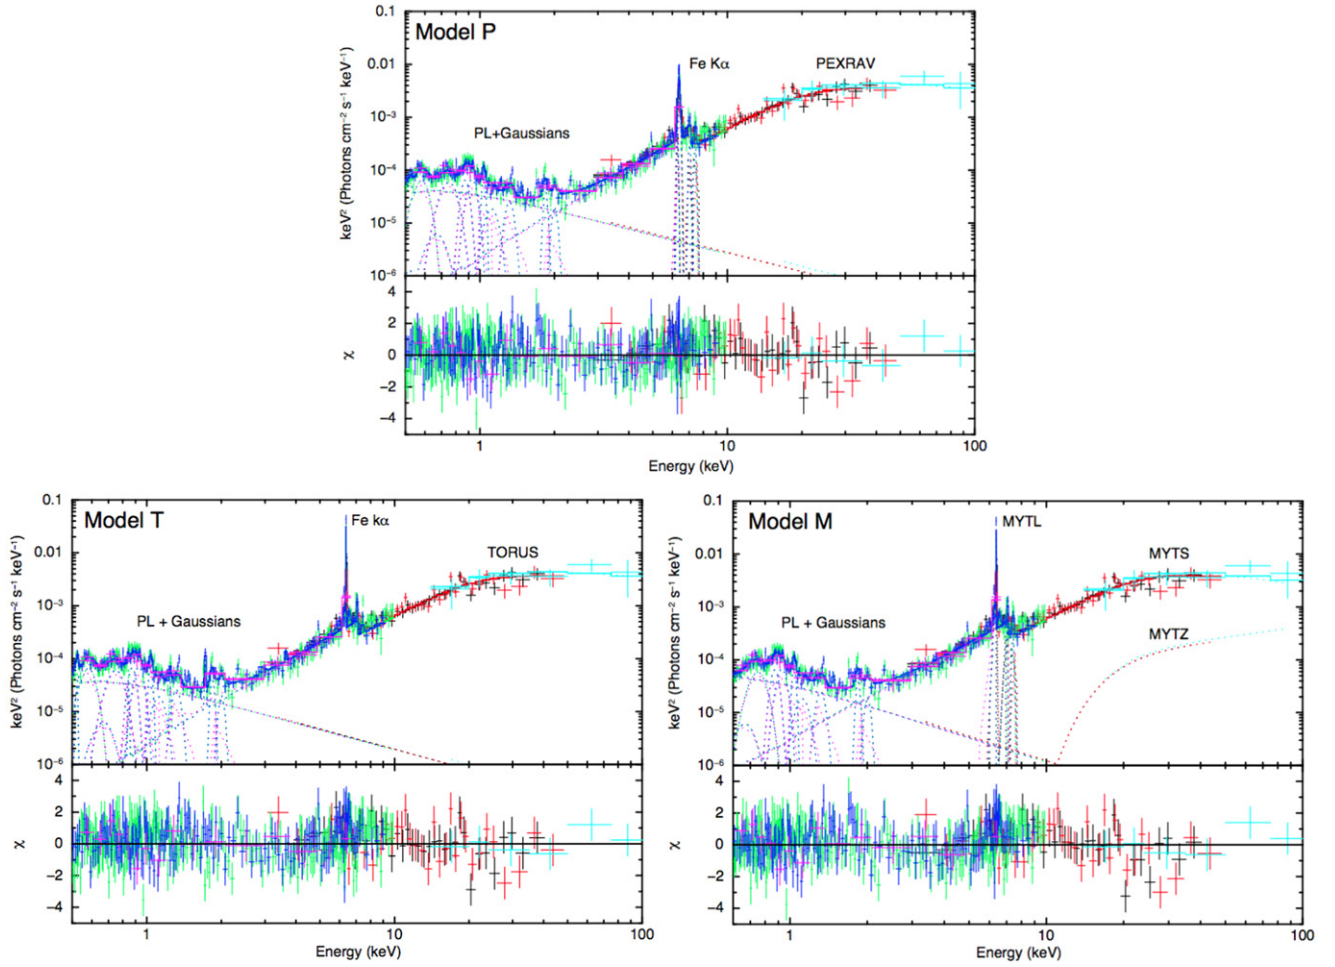 Model P
Fe Kα
PEXRAV
PL+Gaussians
keV² (Photons cm⁻² s⁻¹ keV⁻¹)
0.1
0.01
10⁻³
10⁻⁴
10⁻⁵
10⁻⁶
χ
4
2
0
−2
−4
1
10
100
Energy (keV)
Model T
Fe kα
TORUS
PL + Gaussians
keV² (Photons cm⁻² s⁻¹ keV⁻¹)
0.1
0.01
10⁻³
10⁻⁴
10⁻⁵
10⁻⁶
χ
4
2
0
−2
−4
1
10
100
Energy (keV)
Model M
MYTL
MYTS
PL + Gaussians
MYTZ
keV² (Photons cm⁻² s⁻¹ keV⁻¹)
0.1
0.01
10⁻³
10⁻⁴
10⁻⁵
10⁻⁶
χ
4
2
0
−2
−4
1
10
100
Energy (keV)